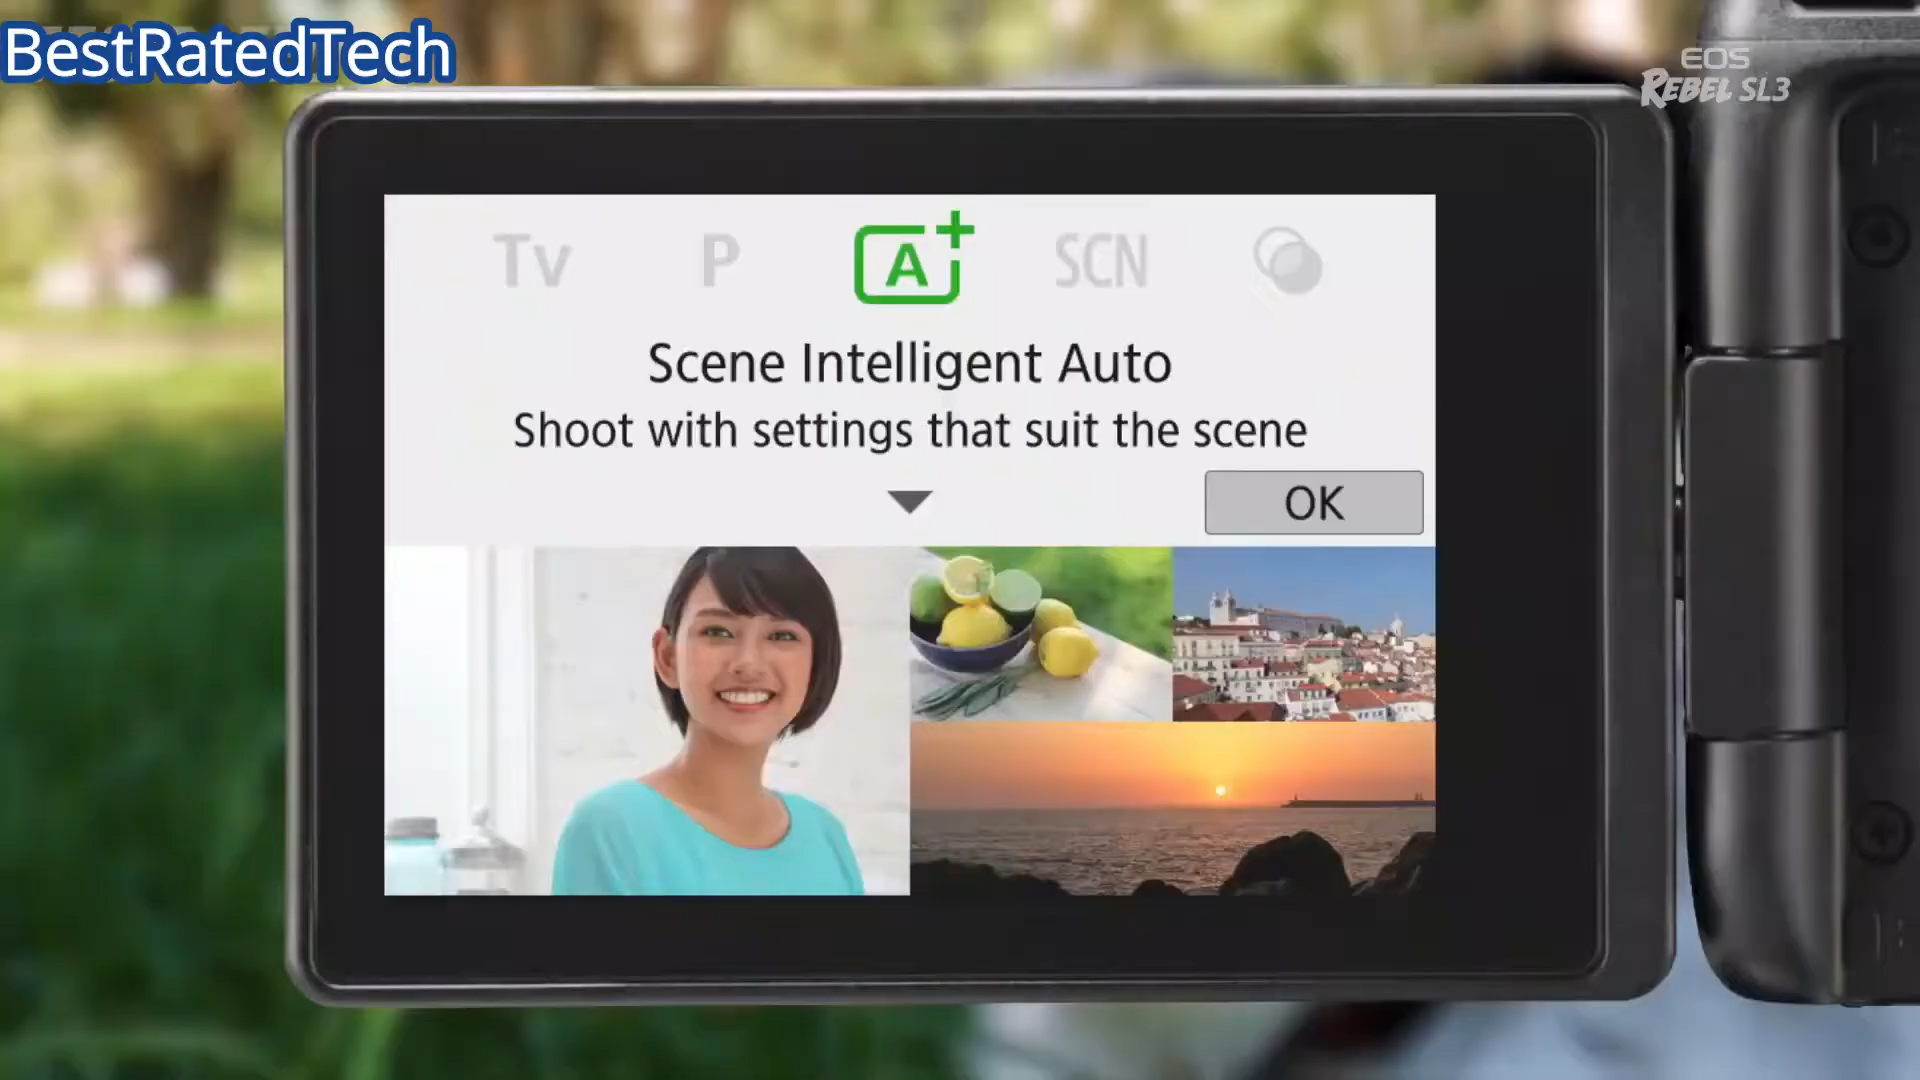 BestRatedTech
EOS
REBEL SL3
Tv P A+ SCN
Scene Intelligent Auto
Shoot with settings that suit the scene
OK